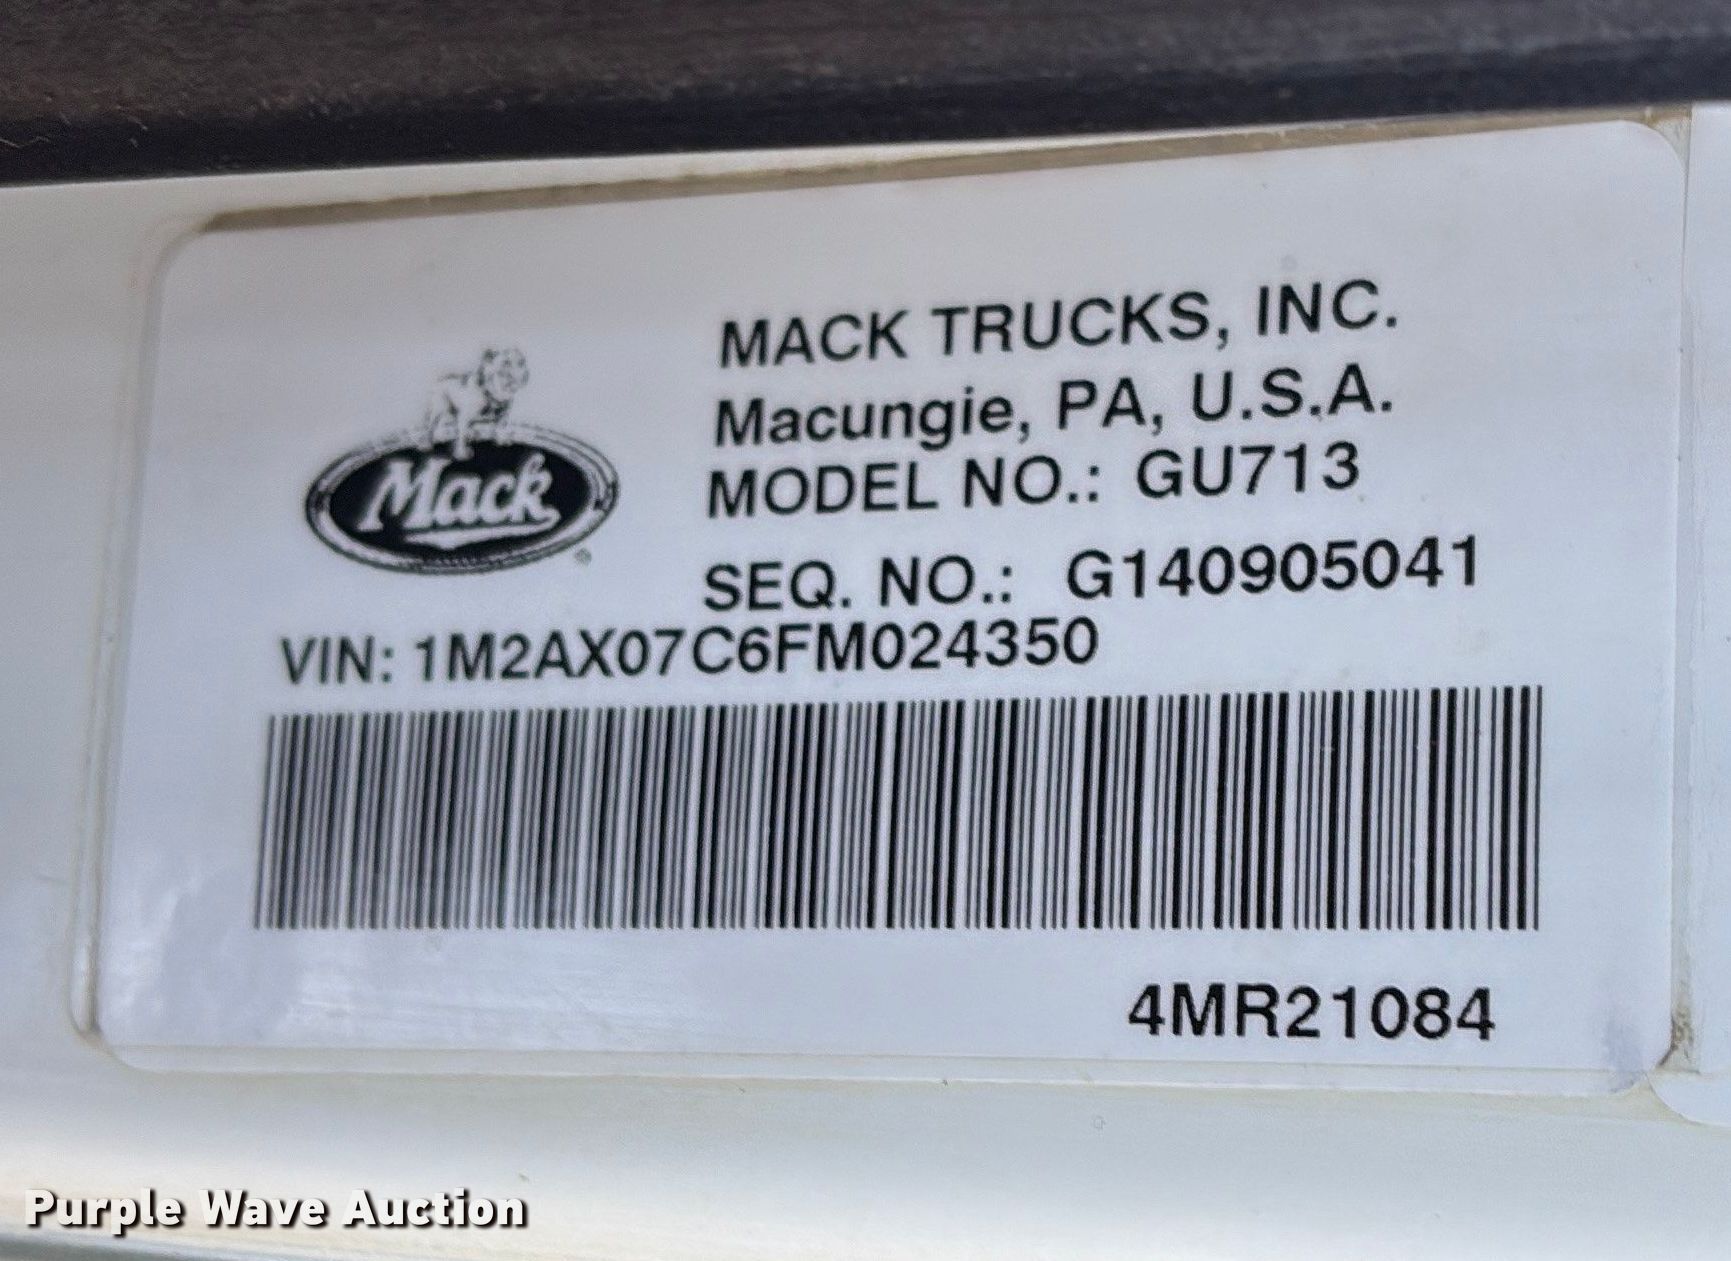 MACK TRUCKS, INC.
Macungie, PA, U.S.A.
MODEL NO.: GU713
Mack
®
SEQ. NO.: G140905041
VIN: 1M2AX07C6FM024350
4MR21084
Purple Wave Auction